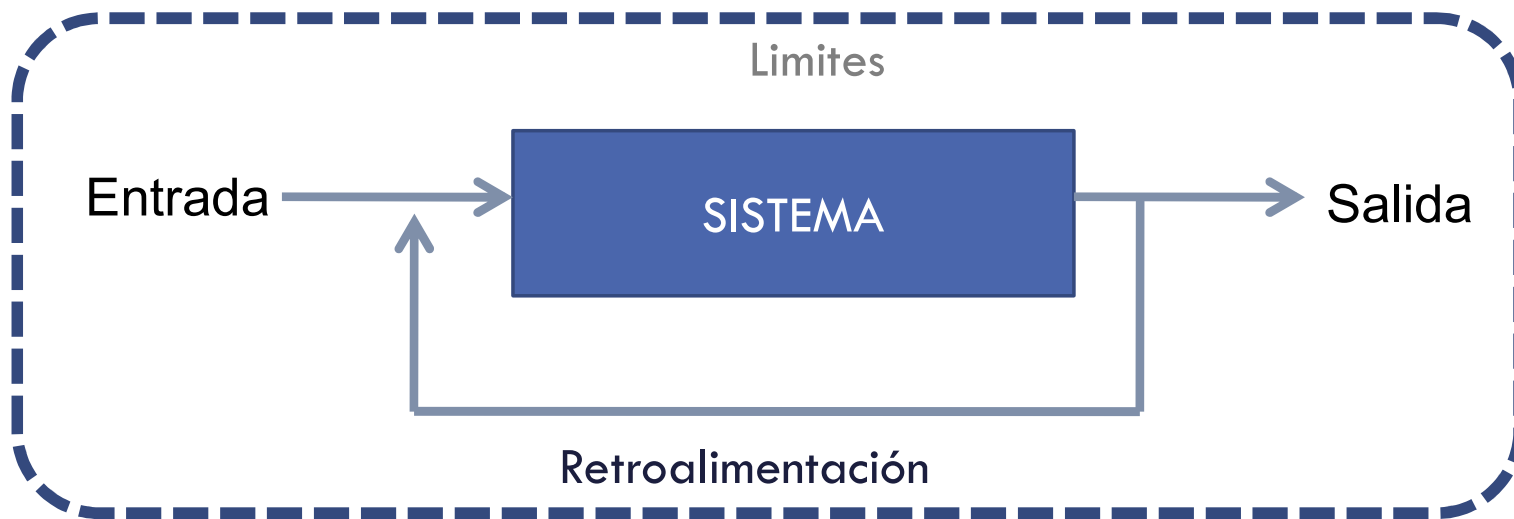 Limites
Entrada
SISTEMA
Salida
Retroalimentación